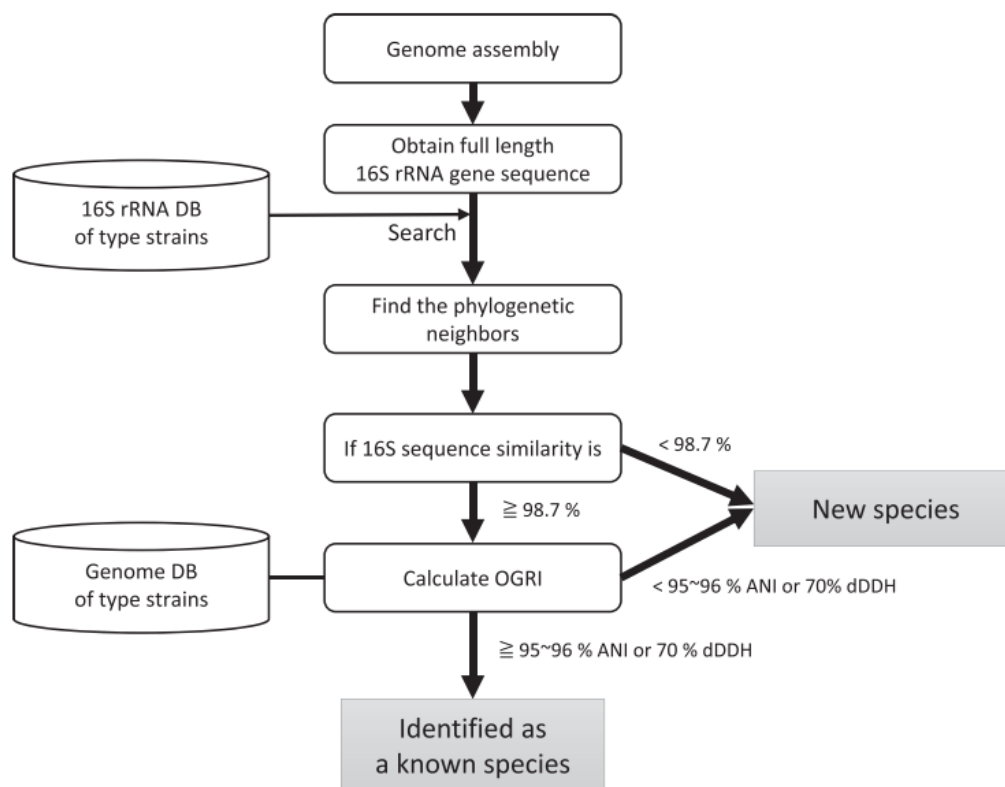 Genome assembly
Obtain full length
16S rRNA gene sequence
16S rRNA DB
of type strains
Search
Find the phylogenetic
neighbors
If 16S sequence similarity is
< 98.7 %
≧ 98.7 %
New species
Genome DB
of type strains
Calculate OGRI
< 95~96 % ANI or 70% dDDH
≧ 95~96 % ANI or 70 % dDDH
Identified as
a known species